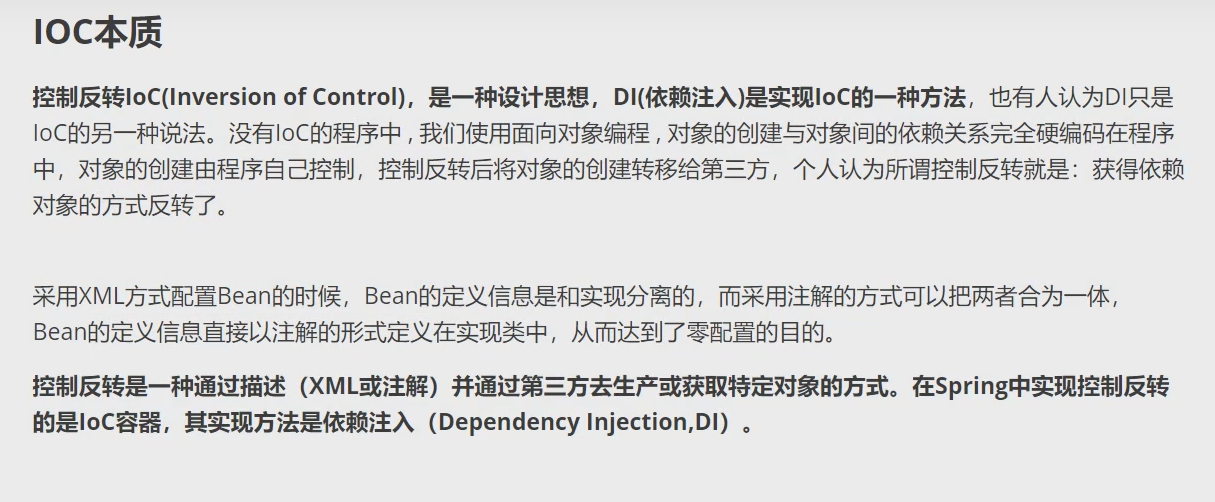 IOC本质
控制反转IoC(Inversion of Control)，是一种设计思想，DI(依赖注入)是实现IoC的一种方法，也有人认为DI只是
IoC的另一种说法。没有IoC的程序中 , 我们使用面向对象编程 , 对象的创建与对象间的依赖关系完全硬编码在程序
中，对象的创建由程序自己控制，控制反转后将对象的创建转移给第三方，个人认为所谓控制反转就是：获得依赖
对象的方式反转了。
采用XML方式配置Bean的时候，Bean的定义信息是和实现分离的，而采用注解的方式可以把两者合为一体，
Bean的定义信息直接以注解的形式定义在实现类中，从而达到了零配置的目的。
控制反转是一种通过描述（XML或注解）并通过第三方去生产或获取特定对象的方式。在Spring中实现控制反转
的是IoC容器，其实现方法是依赖注入（Dependency Injection,DI）。